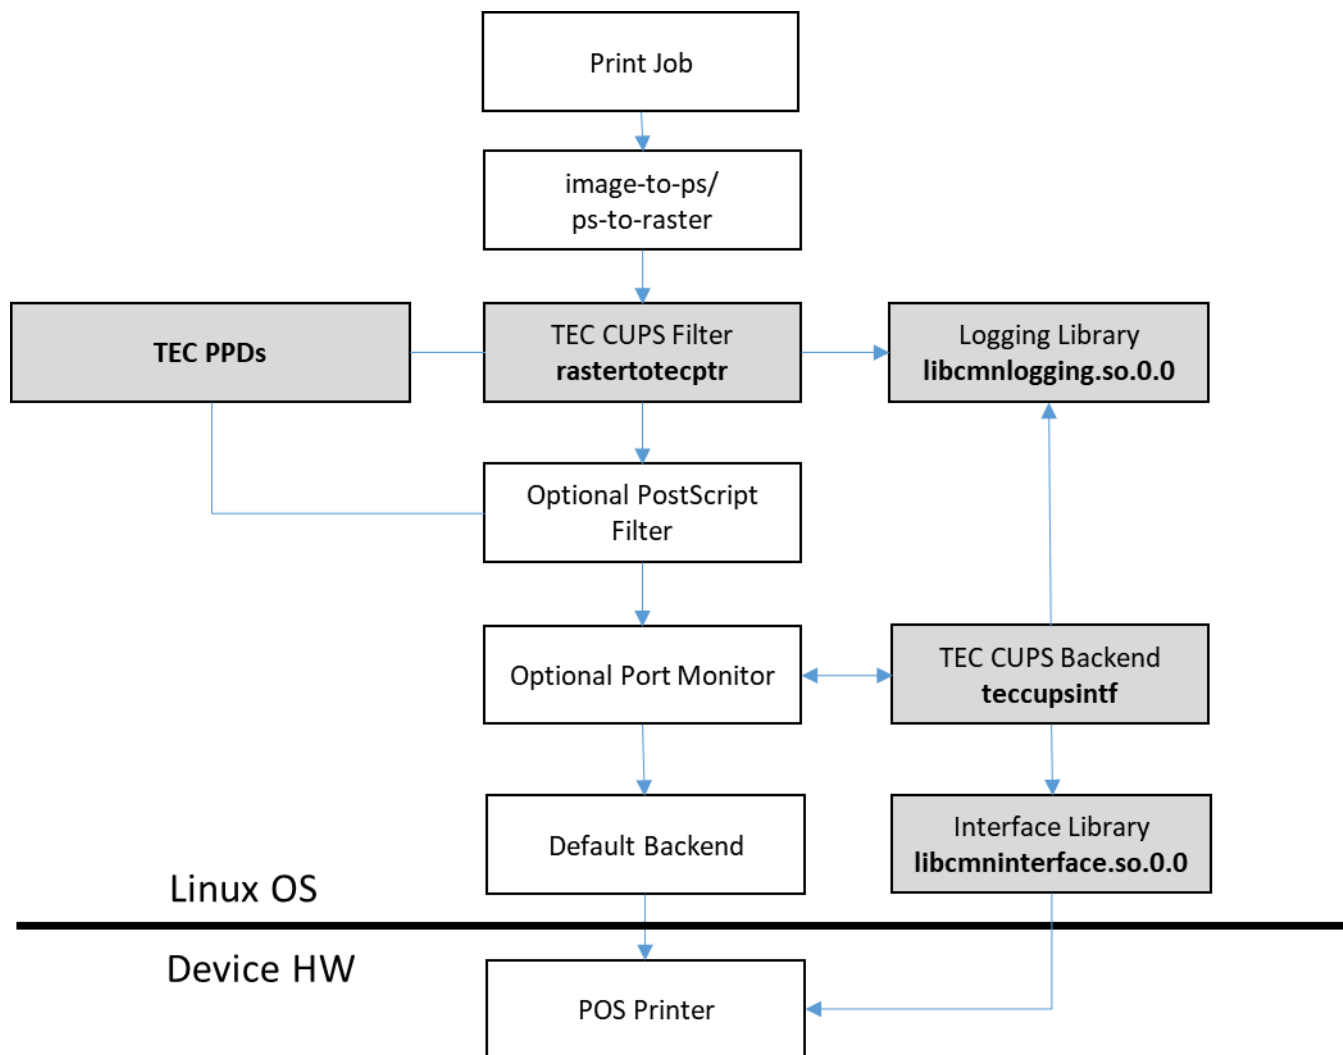 Print Job
image-to-ps/
ps-to-raster
TEC PPDs
TEC CUPS Filter
rastertotecptr
Logging Library
libcmnlogging.so.0.0
Optional PostScript
Filter
Optional Port Monitor
TEC CUPS Backend
teccupsintf
Default Backend
Interface Library
libcmninterface.so.0.0
Linux OS
Device HW
POS Printer